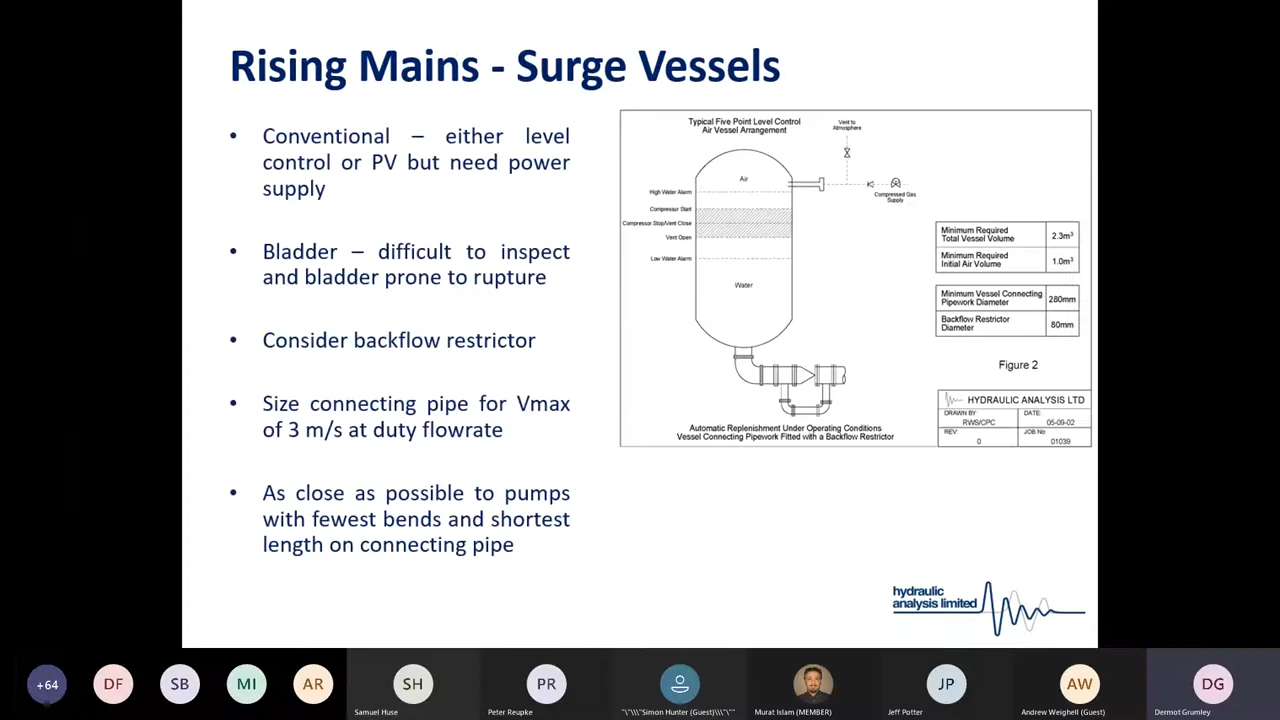 Rising Mains - Surge Vessels
• Conventional – either level
control or PV but need power
supply
• Bladder – difficult to inspect
and bladder prone to rupture
• Consider backflow restrictor
• Size connecting pipe for Vmax
of 3 m/s at duty flowrate
• As close as possible to pumps
with fewest bends and shortest
length on connecting pipe
Typical Five Point Level Control
Air Vessel Arrangement
Vent to
Atmosphere
Air
High Water Alarm
Compressed Gas
Supply
Compressor Start
Compressor Stop/Vent Close
Vent Open
Low Water Alarm
Water
Minimum Required
Total Vessel Volume
2.3m³
Minimum Required
Initial Air Volume
1.0m³
Minimum Vessel Connecting
Pipework Diameter
280mm
Backflow Restrictor
Diameter
80mm
Figure 2
HYDRAULIC ANALYSIS LTD
DRAWN BY:
RWS/CPC
DATE:
05-09-02
REV:
0
JOB No:
01039
Automatic Replenishment Under Operating Conditions
Vessel Connecting Pipework Fitted with a Backflow Restrictor
hydraulic
analysis limited
+64
DF
SB
MI
AR
SH
Samuel Huse
PR
Peter Reupke
"\"\\\"Simon Hunter (Guest)\\\"\""
Murat Islam (MEMBER)
JP
Jeff Potter
AW
Andrew Weighell (Guest)
DG
Dermot Grumley